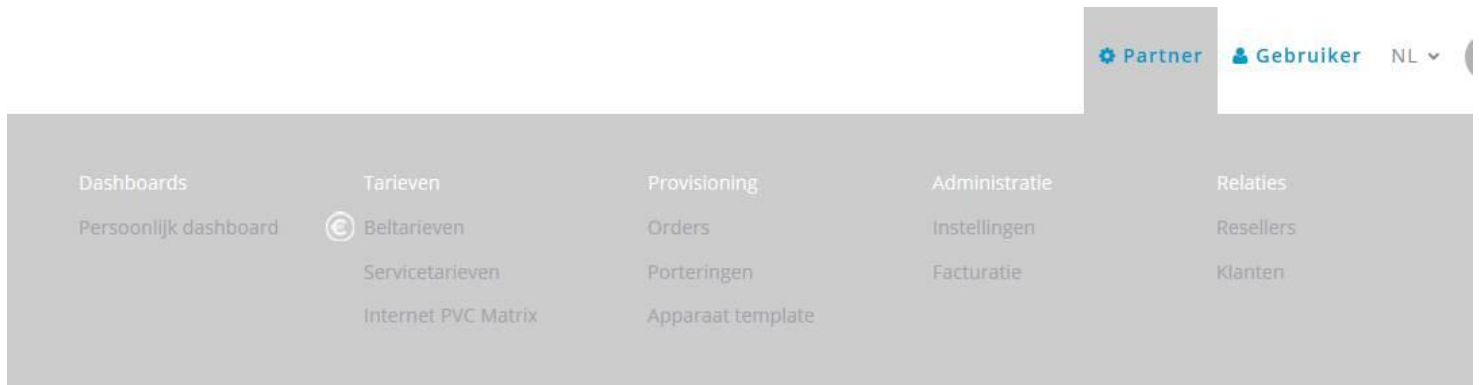 Partner Gebruiker NL
Dashboards Tarieven Provisioning Administratie Relaties
Persoonlijk dashboard € Beltarieven Orders Instellingen Resellers
Servicetarieven Porteringen Facturatie Klanten
Internet PVC Matrix Apparaat template